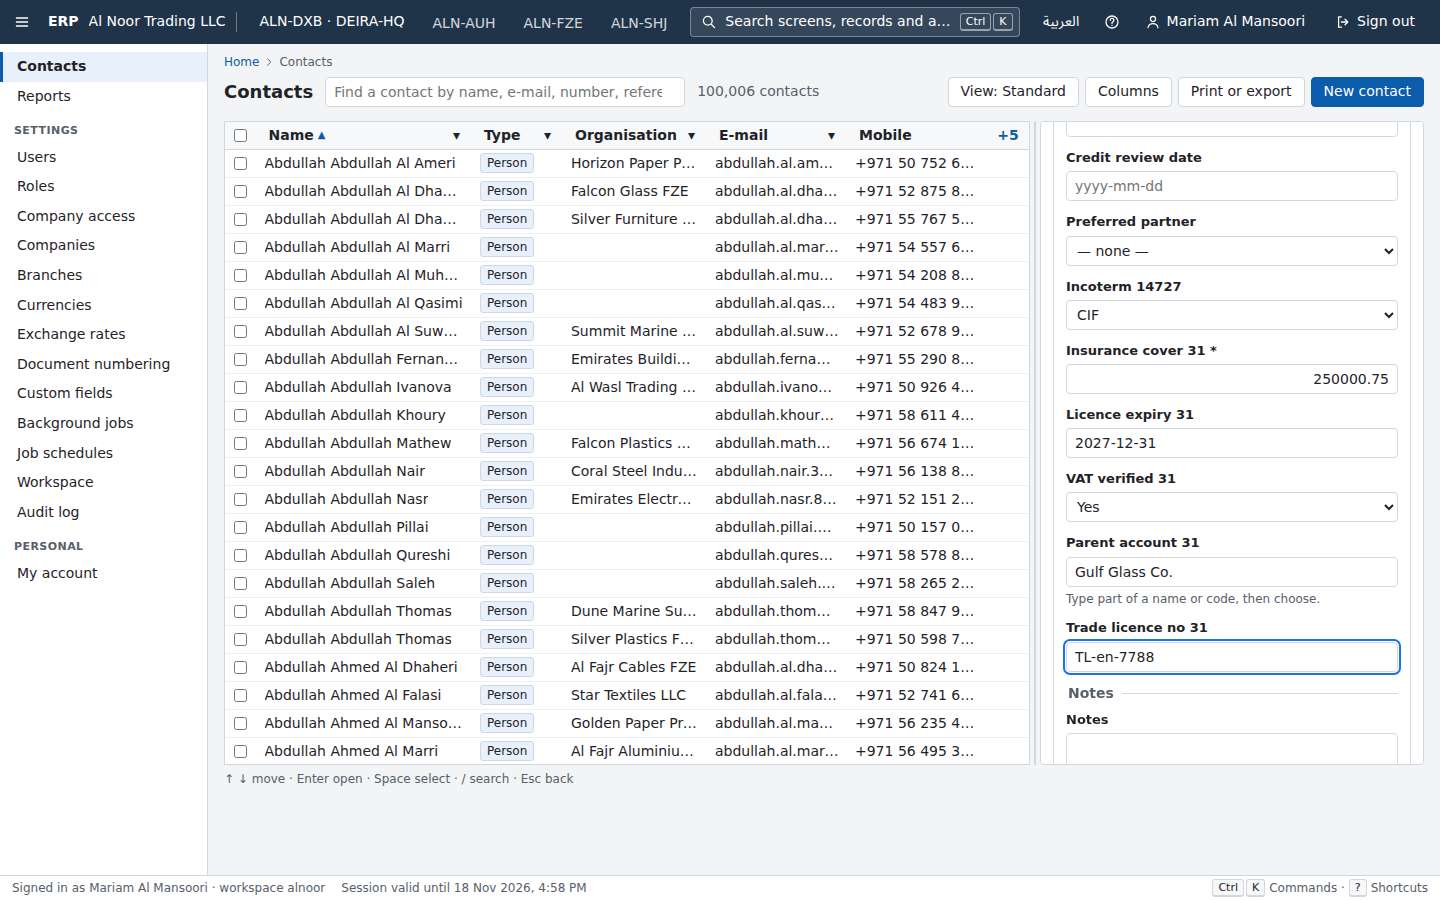 ERP Al Noor Trading LLC ALN-DXB · DEIRA-HQ ALN-AUH ALN-FZE ALN-SHJ Search screens, records and a… Ctrl K العربية Mariam Al Mansoori Sign out
Contacts
Reports
SETTINGS
Users
Roles
Company access
Companies
Branches
Currencies
Exchange rates
Document numbering
Custom fields
Background jobs
Job schedules
Workspace
Audit log
PERSONAL
My account
Home > Contacts
Contacts Find a contact by name, e-mail, number, refere 100,006 contacts View: Standard Columns Print or export New contact
Name ▲ ▼ Type ▼ Organisation ▼ E-mail ▼ Mobile +5
Abdullah Abdullah Al Ameri Person Horizon Paper P… abdullah.al.am… +971 50 752 6…
Abdullah Abdullah Al Dha… Person Falcon Glass FZE abdullah.al.dha… +971 52 875 8…
Abdullah Abdullah Al Dha… Person Silver Furniture … abdullah.al.dha… +971 55 767 5…
Abdullah Abdullah Al Marri Person abdullah.al.mar… +971 54 557 6…
Abdullah Abdullah Al Muh… Person abdullah.al.mu… +971 54 208 8…
Abdullah Abdullah Al Qasimi Person abdullah.al.qas… +971 54 483 9…
Abdullah Abdullah Al Suw… Person Summit Marine … abdullah.al.suw… +971 52 678 9…
Abdullah Abdullah Fernan… Person Emirates Buildi… abdullah.ferna… +971 55 290 8…
Abdullah Abdullah Ivanova Person Al Wasl Trading … abdullah.ivano… +971 50 926 4…
Abdullah Abdullah Khoury Person abdullah.khour… +971 58 611 4…
Abdullah Abdullah Mathew Person Falcon Plastics … abdullah.math… +971 56 674 1…
Abdullah Abdullah Nair Person Coral Steel Indu… abdullah.nair.3… +971 56 138 8…
Abdullah Abdullah Nasr Person Emirates Electr… abdullah.nasr.8… +971 52 151 2…
Abdullah Abdullah Pillai Person abdullah.pillai.… +971 50 157 0…
Abdullah Abdullah Qureshi Person abdullah.qures… +971 58 578 8…
Abdullah Abdullah Saleh Person abdullah.saleh.… +971 58 265 2…
Abdullah Abdullah Thomas Person Dune Marine Su… abdullah.thom… +971 58 847 9…
Abdullah Abdullah Thomas Person Silver Plastics F… abdullah.thom… +971 50 598 7…
Abdullah Ahmed Al Dhaheri Person Al Fajr Cables FZE abdullah.al.dha… +971 50 824 1…
Abdullah Ahmed Al Falasi Person Star Textiles LLC abdullah.al.fala… +971 52 741 6…
Abdullah Ahmed Al Manso… Person Golden Paper Pr… abdullah.al.ma… +971 56 235 4…
Abdullah Ahmed Al Marri Person Al Fajr Aluminiu… abdullah.al.mar… +971 56 495 3…
↑ ↓ move · Enter open · Space select · / search · Esc back
Credit review date
yyyy-mm-dd
Preferred partner
— none —
Incoterm 14727
CIF
Insurance cover 31 *
250000.75
Licence expiry 31
2027-12-31
VAT verified 31
Yes
Parent account 31
Gulf Glass Co.
Type part of a name or code, then choose.
Trade licence no 31
TL-en-7788
Notes
Notes
Signed in as Mariam Al Mansoori · workspace alnoor Session valid until 18 Nov 2026, 4:58 PM Ctrl K Commands · ? Shortcuts